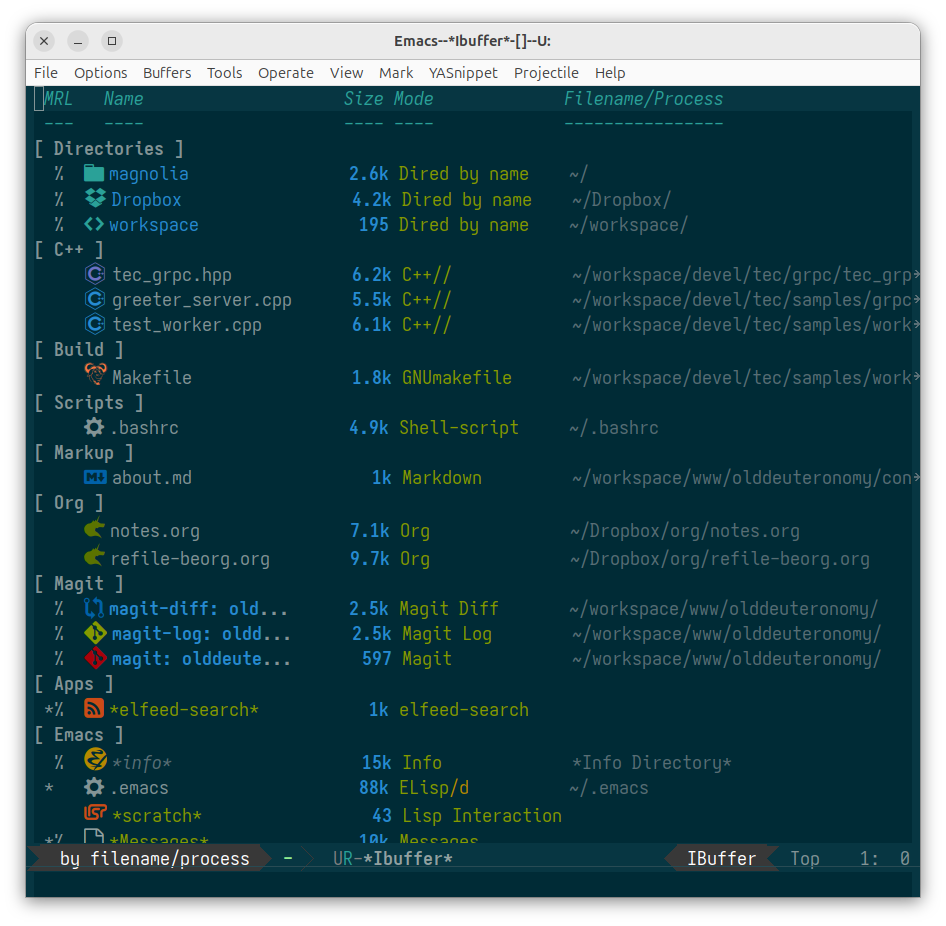 Emacs--*Ibuffer*-[]--U:
File Options Buffers Tools Operate View Mark YASnippet Projectile Help
MRL Name Size Mode Filename/Process
--- ---- ---- ---- ----------------
[ Directories ]
% magnolia 2.6k Dired by name ~/
% Dropbox 4.2k Dired by name ~/Dropbox/
% workspace 195 Dired by name ~/workspace/
[ C++ ]
tec_grpc.hpp 6.2k C++// ~/workspace/devel/tec/grpc/tec_grp→
greeter_server.cpp 5.5k C++// ~/workspace/devel/tec/samples/grpc→
test_worker.cpp 6.1k C++// ~/workspace/devel/tec/samples/work→
[ Build ]
Makefile 1.8k GNUmakefile ~/workspace/devel/tec/samples/work→
[ Scripts ]
.bashrc 4.9k Shell-script ~/.bashrc
[ Markup ]
about.md 1k Markdown ~/workspace/www/olddeuteronomy/con→
[ Org ]
notes.org 7.1k Org ~/Dropbox/org/notes.org
refile-beorg.org 9.7k Org ~/Dropbox/org/refile-beorg.org
[ Magit ]
% magit-diff: old... 2.5k Magit Diff ~/workspace/www/olddeuteronomy/
% magit-log: oldd... 2.5k Magit Log ~/workspace/www/olddeuteronomy/
% magit: olddeute... 597 Magit ~/workspace/www/olddeuteronomy/
[ Apps ]
*% *elfeed-search* 1k elfeed-search
[ Emacs ]
% *info* 15k Info *Info Directory*
* .emacs 88k ELisp/d ~/.emacs
*scratch* 43 Lisp Interaction
*% *Messages* 10k Messages
by filename/process - UR-*Ibuffer* IBuffer Top 1: 0